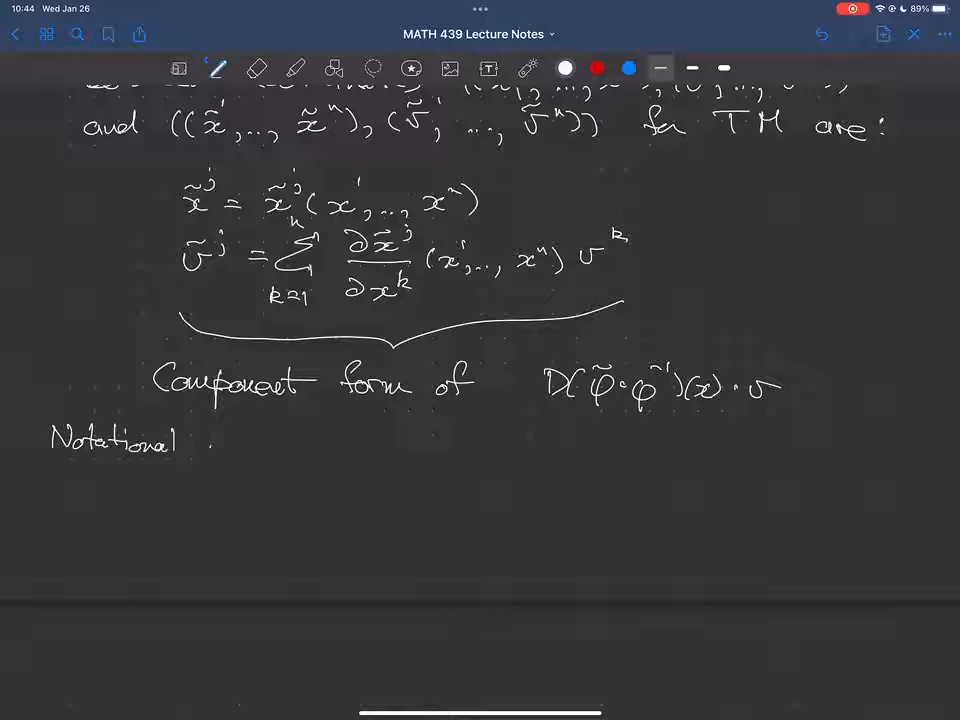 10:44 Wed Jan 26
89%
MATH 439 Lecture Notes
and ((x̃¹, ..., x̃ⁿ), (ṽ¹, ..., ṽⁿ)) for TM are:
x̃ʲ = x̃ʲ(x¹, ..., xⁿ)
ṽʲ = ∑ₖ₌₁ⁿ ∂x̃ʲ/∂xᵏ (x¹, ..., xⁿ) vᵏ
Component form of D(φ̃∘φ⁻¹)(x)·v
Notational